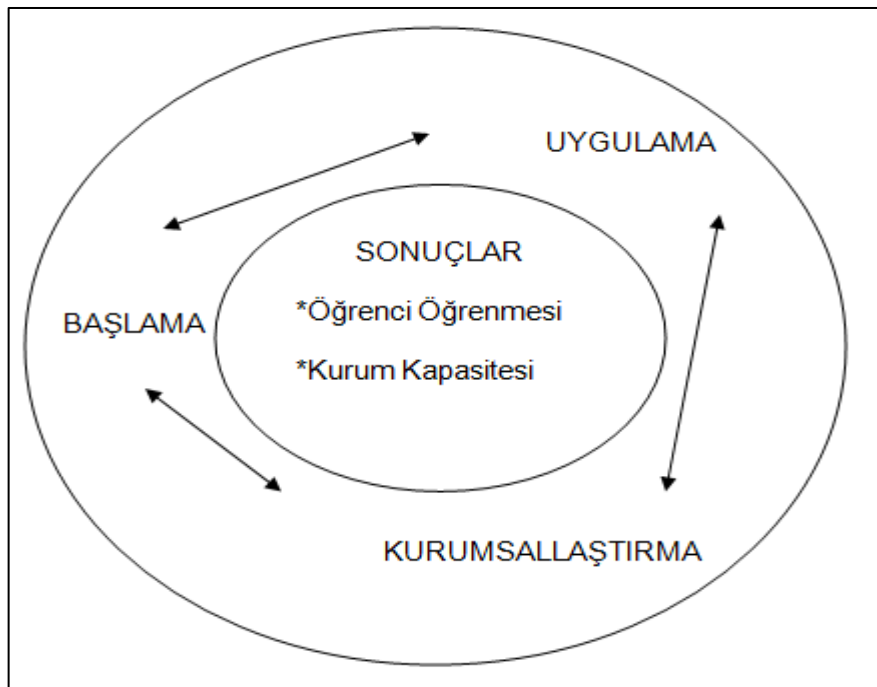 UYGULAMA
SONUÇLAR
*Öğrenci Öğrenmesi
BAŞLAMA
*Kurum Kapasitesi
KURUMSALLAŞTIRMA